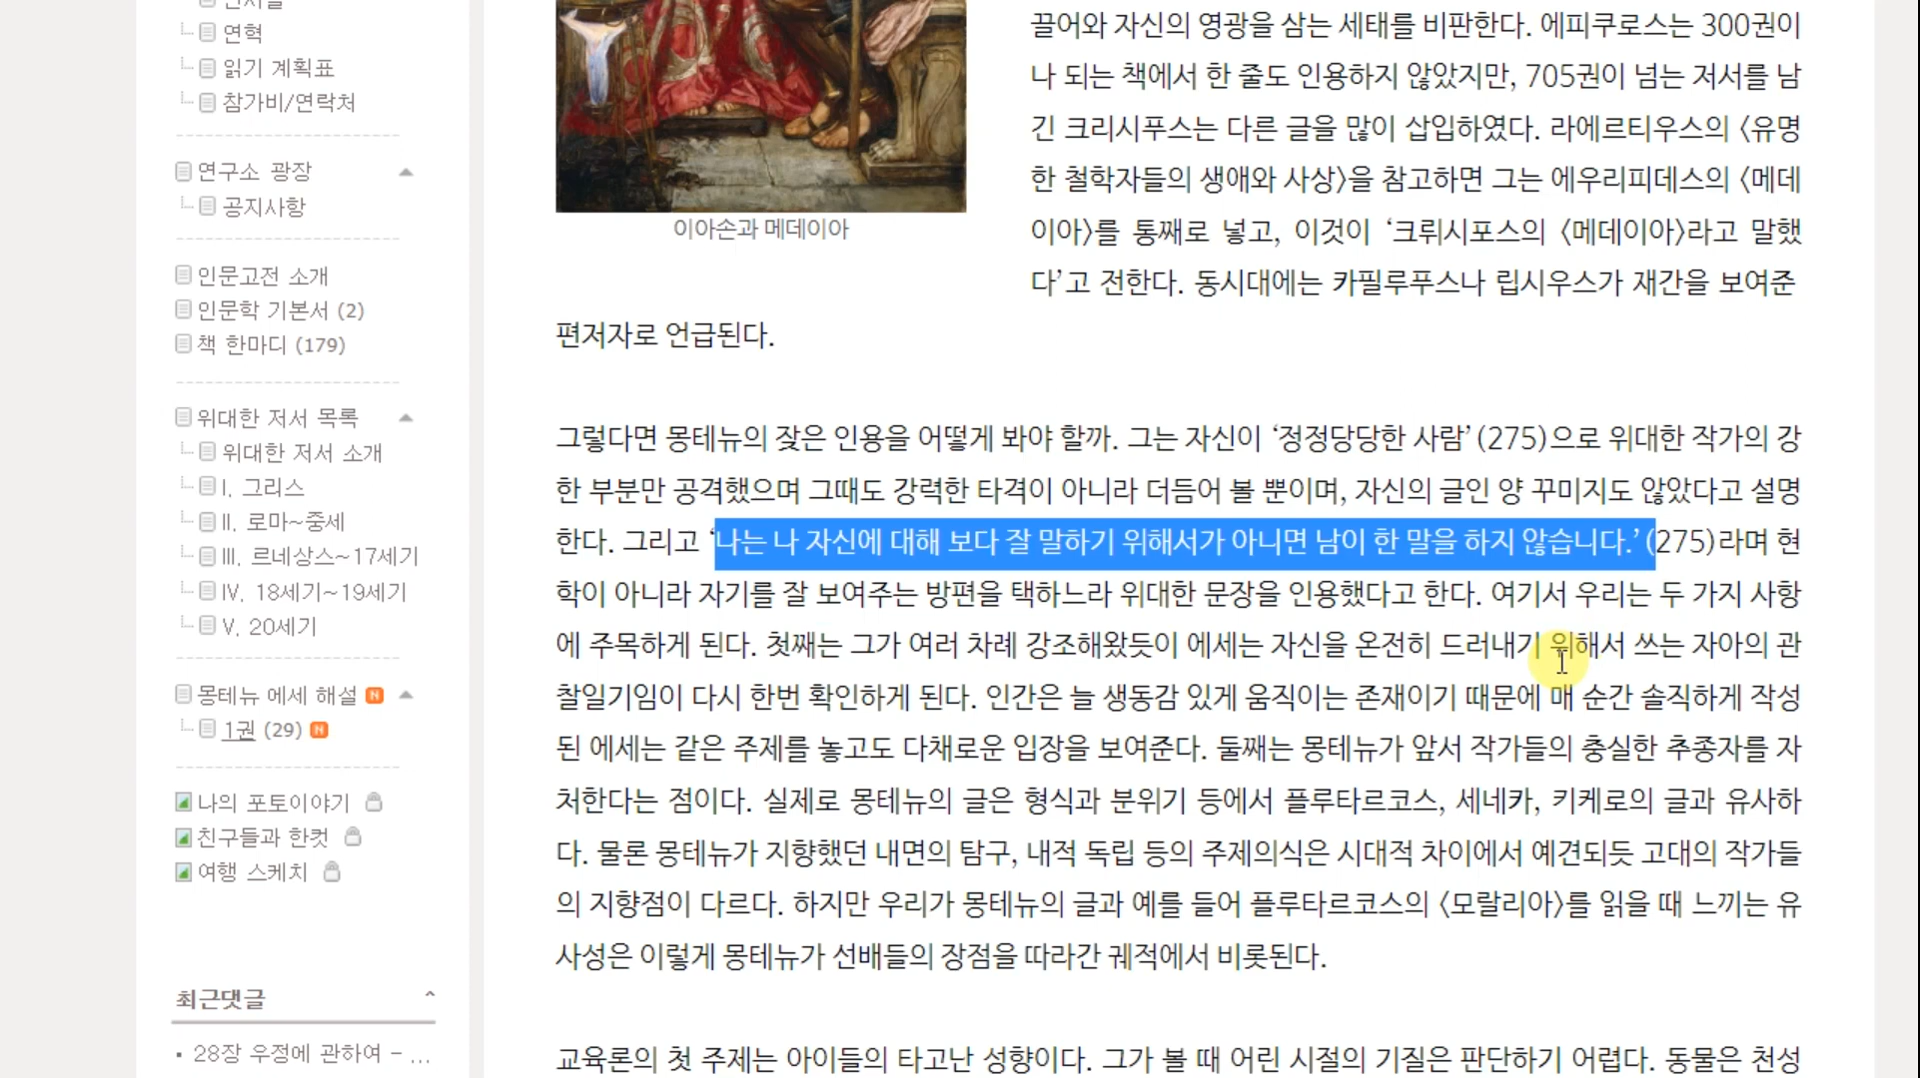 연혁
읽기 계획표
참가비/연락처
연구소 광장
공지사항
인문고전 소개
인문학 기본서 (2)
책 한마디 (179)
위대한 저서 목록
위대한 저서 소개
I. 그리스
II. 로마~중세
III. 르네상스~17세기
IV. 18세기~19세기
V. 20세기
몽테뉴 에세 해설 N
1권 (29) N
나의 포토이야기
친구들과 한컷
여행 스케치
최근댓글
28장 우정에 관하여 - ...
끌어와 자신의 영광을 삼는 세태를 비판한다. 에피쿠로스는 300권이
나 되는 책에서 한 줄도 인용하지 않았지만, 705권이 넘는 저서를 남
긴 크리시푸스는 다른 글을 많이 삽입하였다. 라에르티우스의 〈유명
한 철학자들의 생애와 사상〉을 참고하면 그는 에우리피데스의 〈메데
이아〉를 통째로 넣고, 이것이 ‘크뤼시포스의 〈메데이아〉라고 말했
다’고 전한다. 동시대에는 카필루푸스나 립시우스가 재간을 보여준
이아손과 메데이아
편저자로 언급된다.
그렇다면 몽테뉴의 잦은 인용을 어떻게 봐야 할까. 그는 자신이 ‘정정당당한 사람’(275)으로 위대한 작가의 강
한 부분만 공격했으며 그때도 강력한 타격이 아니라 더듬어 볼 뿐이며, 자신의 글인 양 꾸미지도 않았다고 설명
한다. 그리고 ‘나는 나 자신에 대해 보다 잘 말하기 위해서가 아니면 남이 한 말을 하지 않습니다.’(275)라며 현
학이 아니라 자기를 잘 보여주는 방편을 택하느라 위대한 문장을 인용했다고 한다. 여기서 우리는 두 가지 사항
에 주목하게 된다. 첫째는 그가 여러 차례 강조해왔듯이 에세는 자신을 온전히 드러내기 위해서 쓰는 자아의 관
찰일기임이 다시 한번 확인하게 된다. 인간은 늘 생동감 있게 움직이는 존재이기 때문에 매 순간 솔직하게 작성
된 에세는 같은 주제를 놓고도 다채로운 입장을 보여준다. 둘째는 몽테뉴가 앞서 작가들의 충실한 추종자를 자
처한다는 점이다. 실제로 몽테뉴의 글은 형식과 분위기 등에서 플루타르코스, 세네카, 키케로의 글과 유사하
다. 물론 몽테뉴가 지향했던 내면의 탐구, 내적 독립 등의 주제의식은 시대적 차이에서 예견되듯 고대의 작가들
의 지향점이 다르다. 하지만 우리가 몽테뉴의 글과 예를 들어 플루타르코스의 〈모랄리아〉를 읽을 때 느끼는 유
사성은 이렇게 몽테뉴가 선배들의 장점을 따라간 궤적에서 비롯된다.
교육론의 첫 주제는 아이들의 타고난 성향이다. 그가 볼 때 어린 시절의 기질은 판단하기 어렵다. 동물은 천성